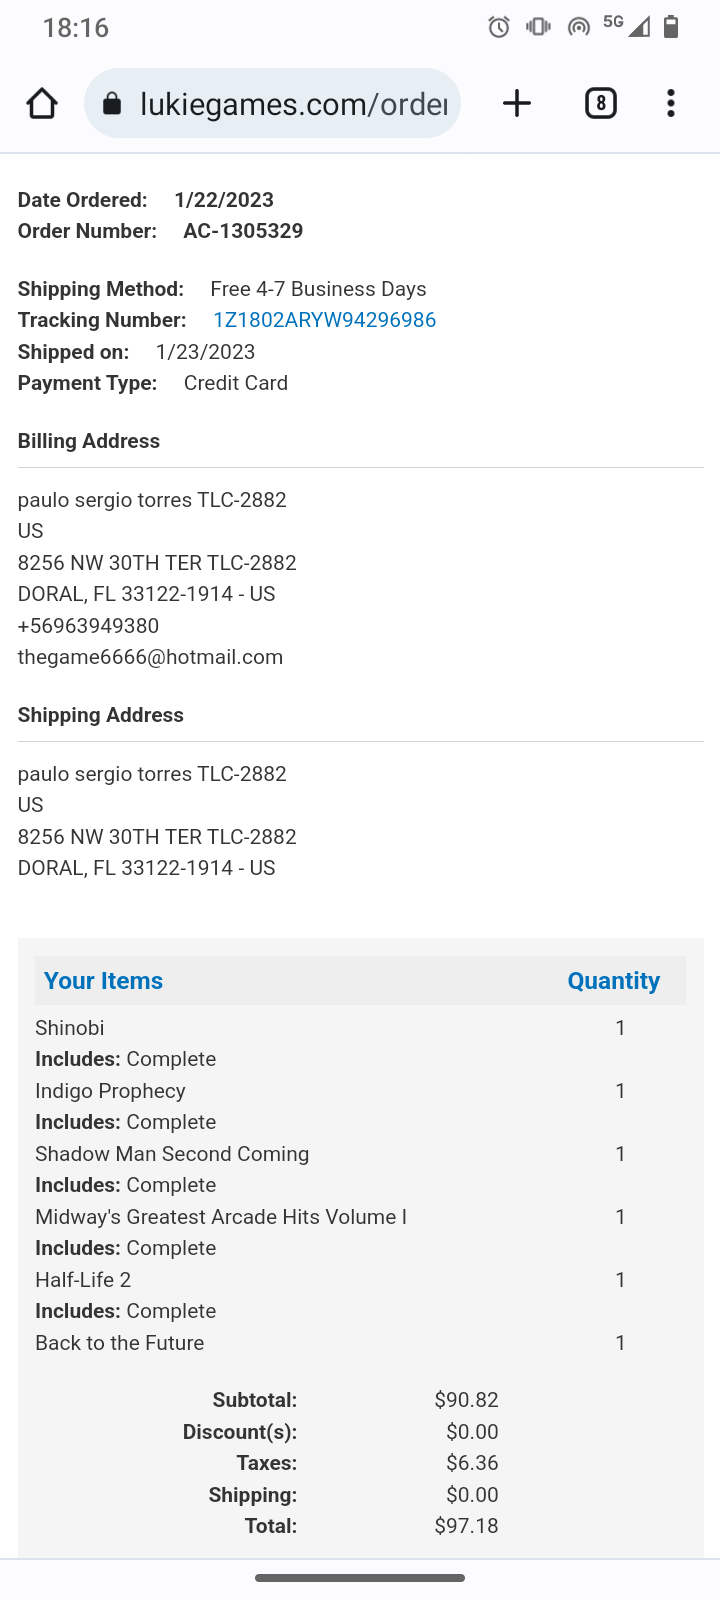 18:16
5G
lukiegames.com/order
8
Date Ordered: 1/22/2023
Order Number: AC-1305329
Shipping Method: Free 4-7 Business Days
Tracking Number: 1Z1802ARYW94296986
Shipped on: 1/23/2023
Payment Type: Credit Card
Billing Address
paulo sergio torres TLC-2882
US
8256 NW 30TH TER TLC-2882
DORAL, FL 33122-1914 - US
+56963949380
thegame6666@hotmail.com
Shipping Address
paulo sergio torres TLC-2882
US
8256 NW 30TH TER TLC-2882
DORAL, FL 33122-1914 - US
Your Items Quantity
Shinobi 1
Includes: Complete
Indigo Prophecy 1
Includes: Complete
Shadow Man Second Coming 1
Includes: Complete
Midway's Greatest Arcade Hits Volume I 1
Includes: Complete
Half-Life 2 1
Includes: Complete
Back to the Future 1
Subtotal: $90.82
Discount(s): $0.00
Taxes: $6.36
Shipping: $0.00
Total: $97.18